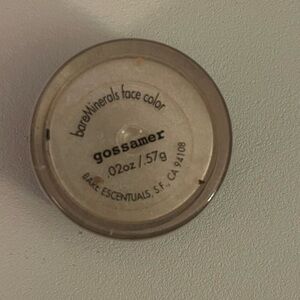 bareMinerals face color
gossamer
.02oz/.57g
BARE ESCENTUALS, S.F., CA 94108